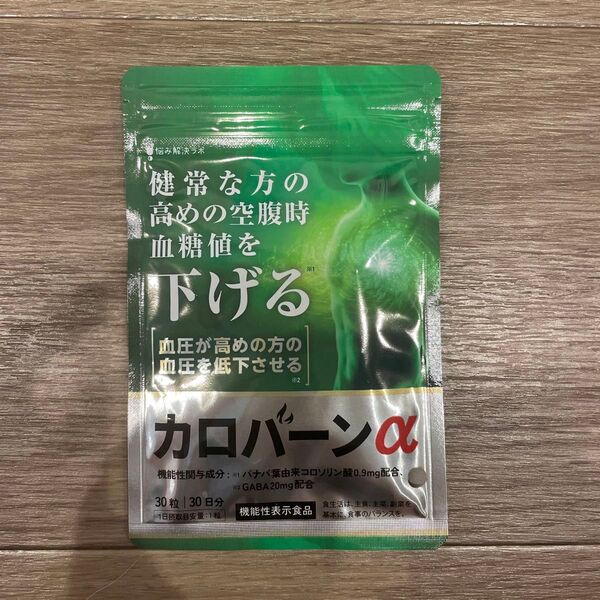 悩み解決ラボ
健常な方の
高めの空腹時
血糖値を
下げる※1
血圧が高めの方の
血圧を低下させる
※2
カロバーンα
機能性関与成分：※1 バナバ葉由来コロソリン酸0.9mg配合、
※2 GABA20mg配合
30粒 | 30日分
1日摂取目安量：1粒
機能性表示食品
食生活は、主食、主菜、副菜を
基本に、食事のバランスを。